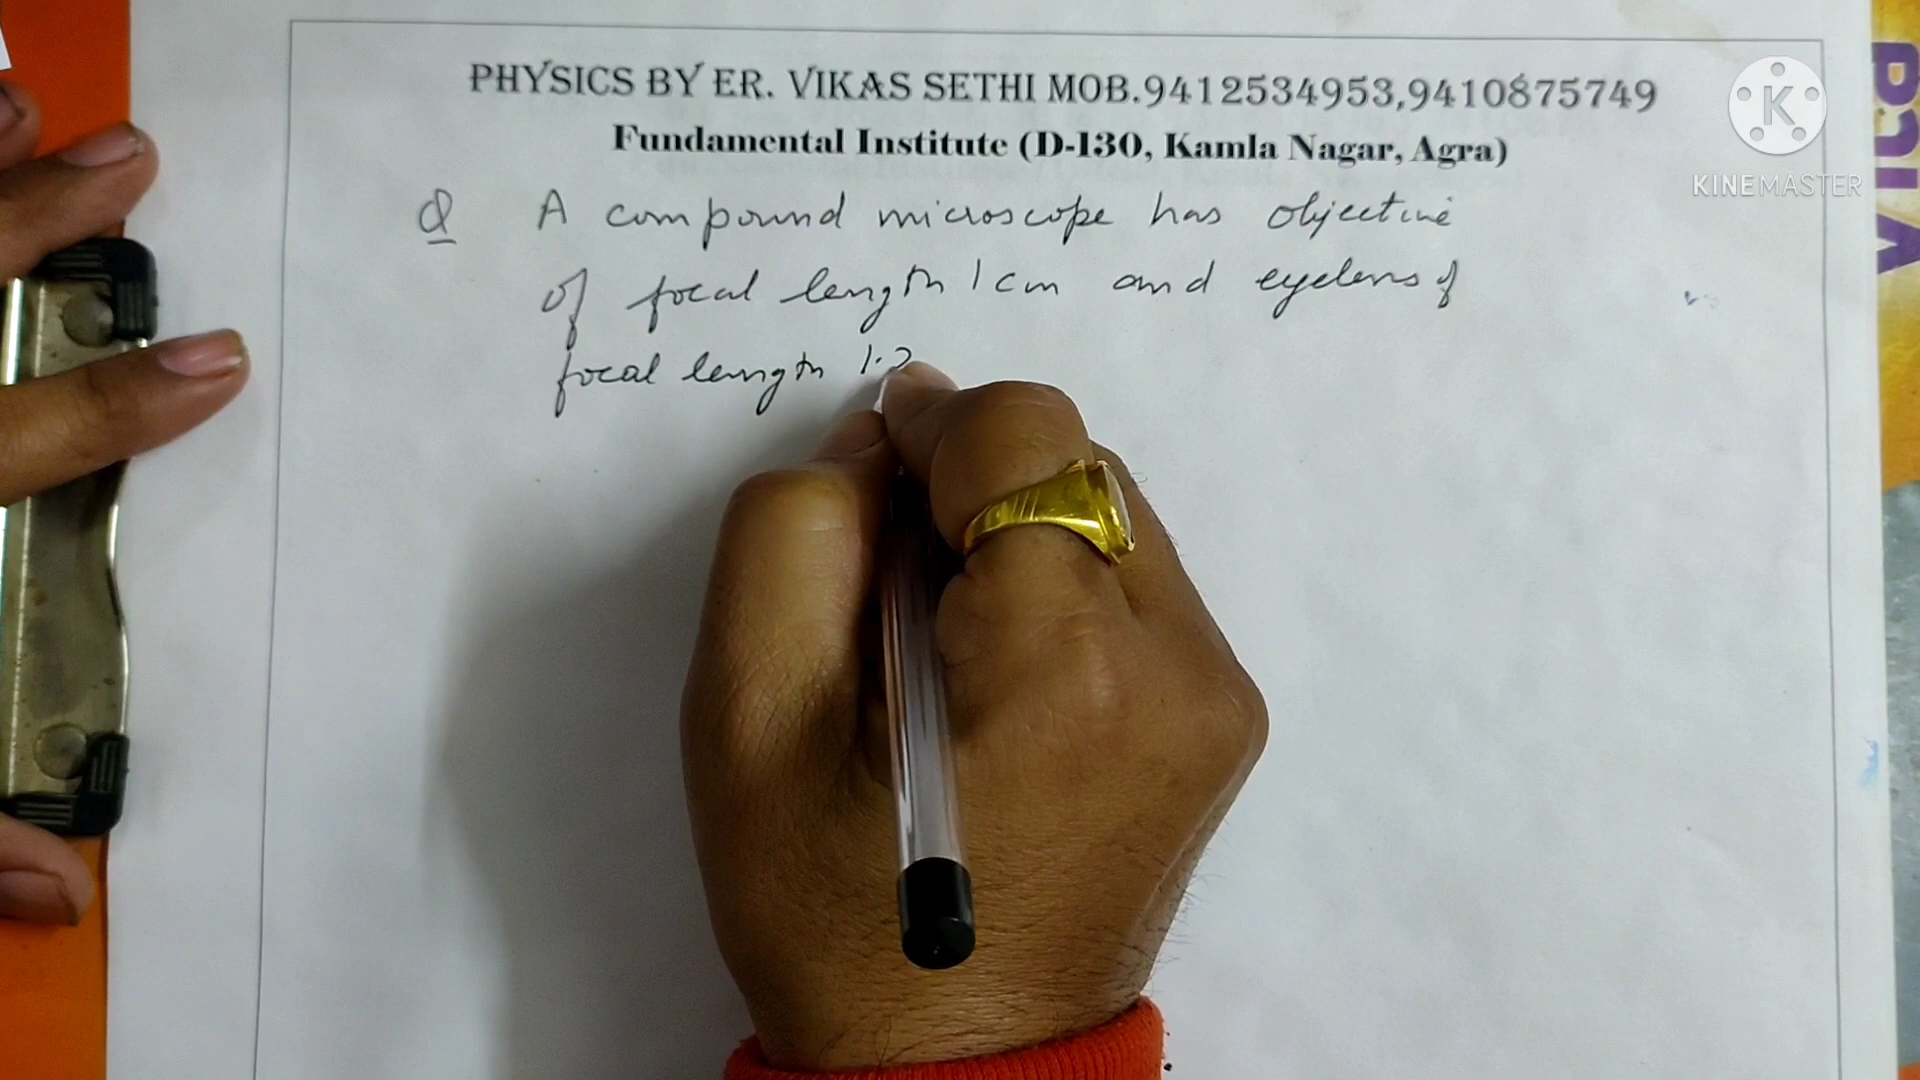 PHYSICS BY ER. VIKAS SETHI MOB.9412534953,9410875749
Fundamental Institute (D-130, Kamla Nagar, Agra)
K
KINEMASTER
Q A compound microscope has objective
of focal length 1 cm and eyelens of
focal length 1.2